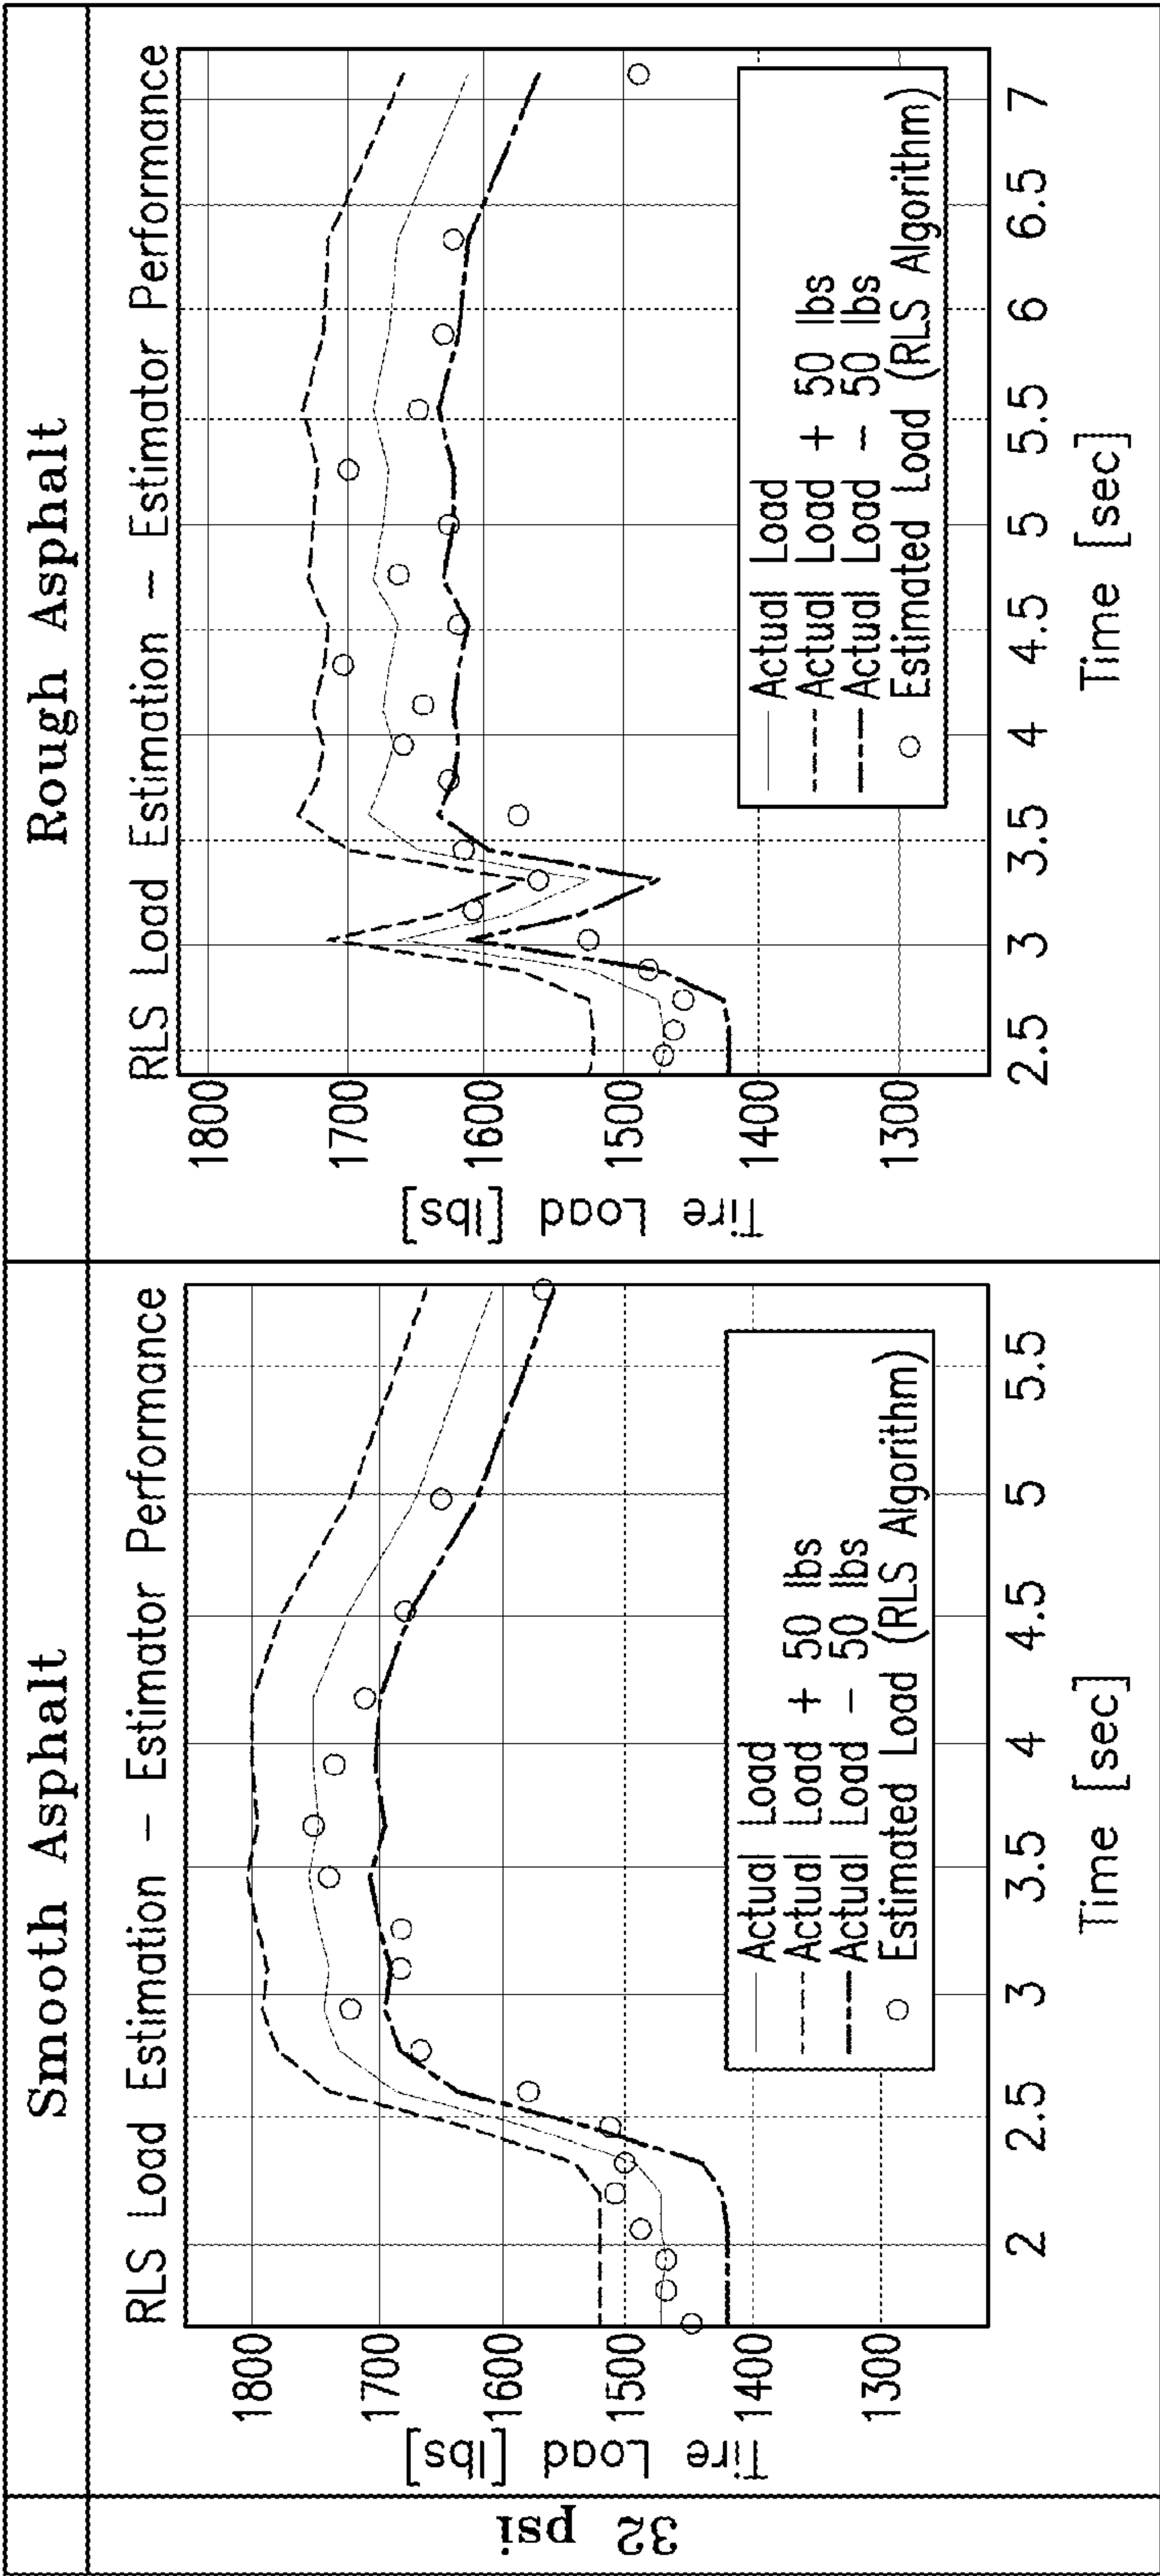 Smooth Asphalt
Rough Asphalt
32 psi
RLS Load Estimation – Estimator Performance
Tire Load [lbs]
1800
1700
1600
1500
1400
1300
Actual Load
Actual Load + 50 lbs
Actual Load – 50 lbs
Estimated Load (RLS Algorithm)
2 2.5 3 3.5 4 4.5 5 5.5
Time [sec]
RLS Load Estimation – Estimator Performance
Tire Load [lbs]
1800
1700
1600
1500
1400
1300
Actual Load
Actual Load + 50 lbs
Actual Load – 50 lbs
Estimated Load (RLS Algorithm)
2.5 3 3.5 4 4.5 5 5.5 6 6.5 7
Time [sec]